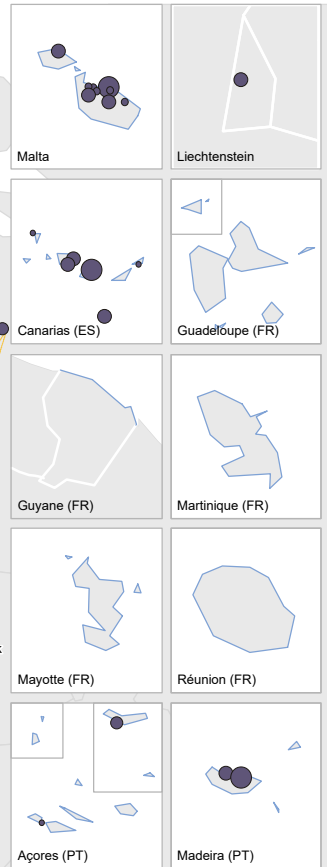 Malta
Liechtenstein
Canarias (ES)
Guadeloupe (FR)
Guyane (FR)
Martinique (FR)
Mayotte (FR)
Réunion (FR)
Açores (PT)
Madeira (PT)